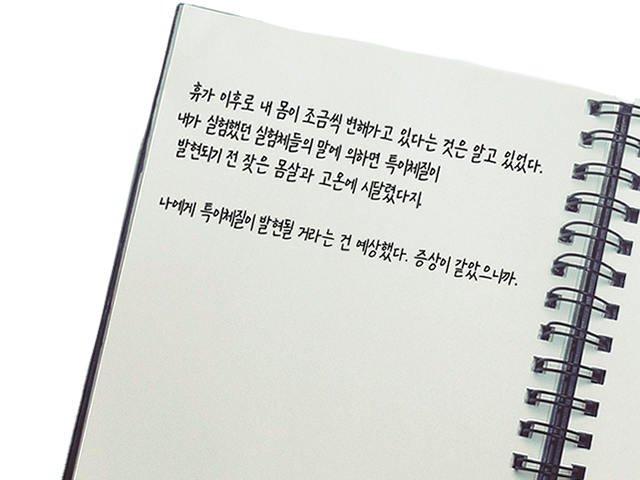 휴가 이후로 내 몸이 조금씩 변해가고 있다는 것은 알고 있었다.
내가 실험했던 실험체들의 말에 의하면 특이체질이
발현되기 전 잦은 몸살과 고온에 시달렸다지.
나에게 특이체질이 발현될 거라는 건 예상했다. 증상이 같았으니까.